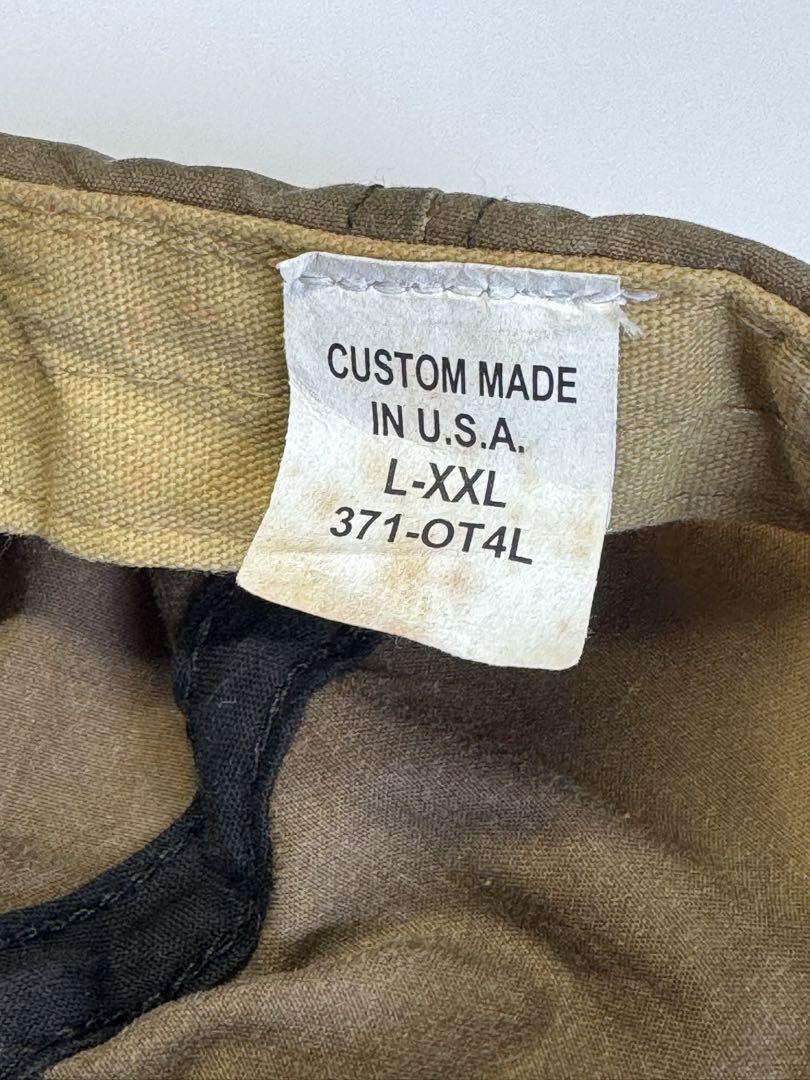 CUSTOM MADE
IN U.S.A.
L-XXL
371-OT4L